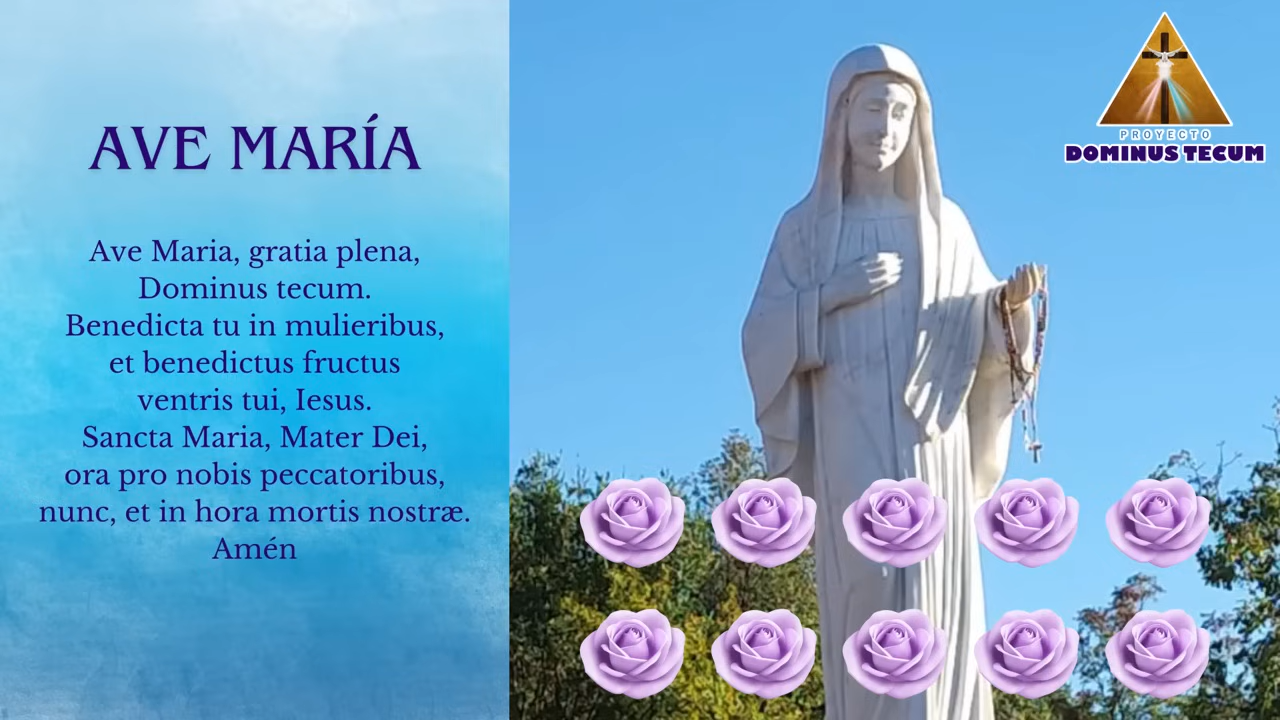 AVE MARÍA
Ave Maria, gratia plena,
Dominus tecum.
Benedicta tu in mulieribus,
et benedictus fructus
ventris tui, Iesus.
Sancta Maria, Mater Dei,
ora pro nobis peccatoribus,
nunc, et in hora mortis nostræ.
Amén
PROYECTO
DOMINUS TECUM